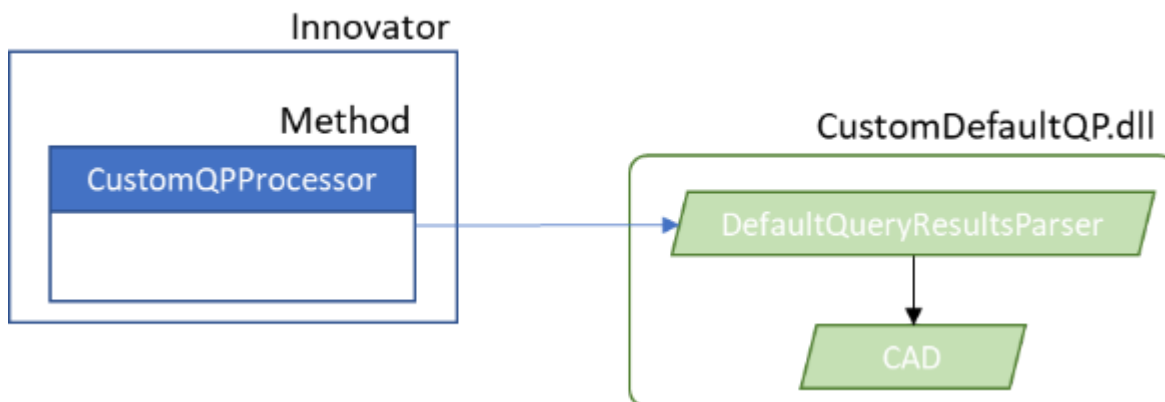 Innovator
Method
CustomQPProcessor
CustomDefaultQP.dll
DefaultQueryResultsParser
CAD